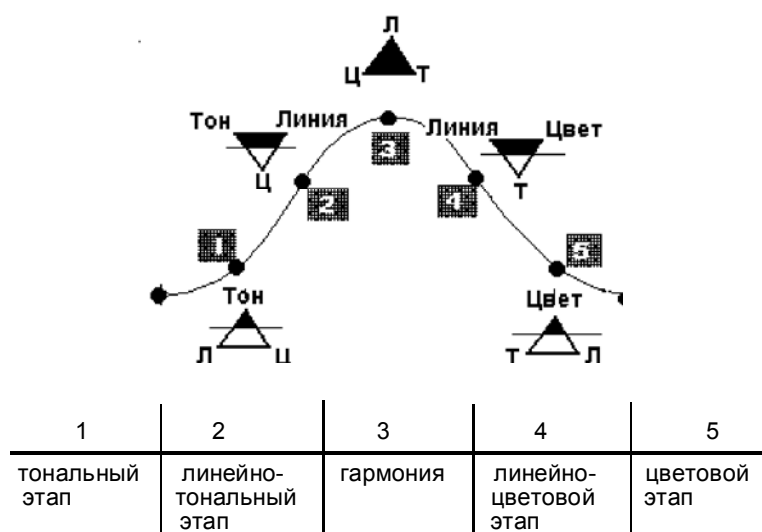 Л
Ц Т
Тон Линия Линия Цвет
3
Ц Т
2 4
1 5
Тон Цвет
Л Ц Т Л
1 2 3 4 5
тональный линейно- гармония линейно- цветовой
этап тональный цветовой этап
этап этап